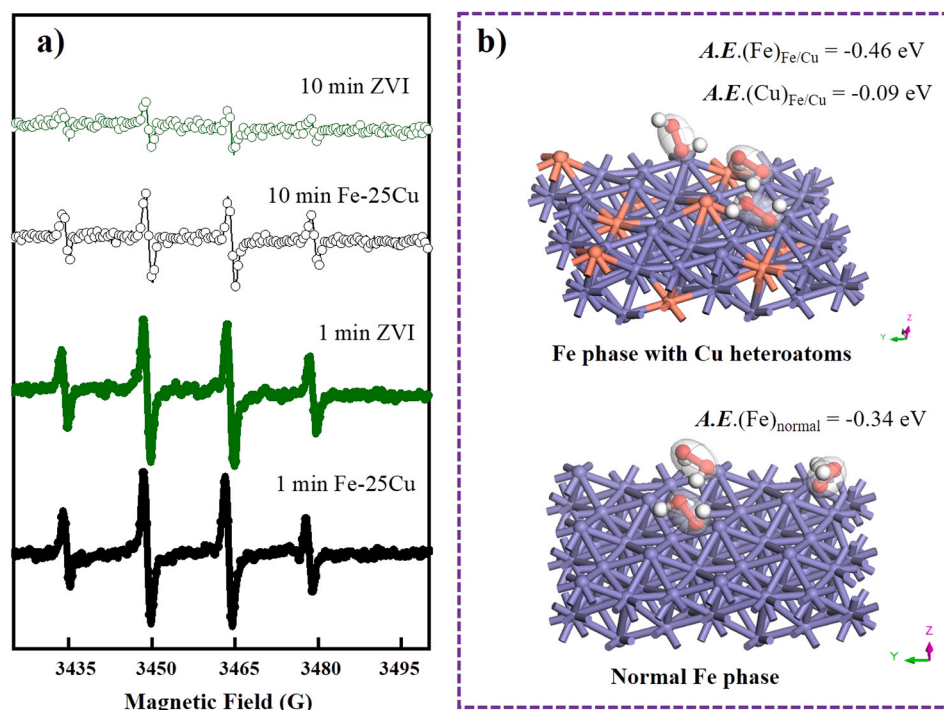 a)
10 min ZVI
10 min Fe-25Cu
1 min ZVI
1 min Fe-25Cu
3435 3450 3465 3480 3495
Magnetic Field (G)
b)
A.E.(Fe)Fe/Cu = -0.46 eV
A.E.(Cu)Fe/Cu = -0.09 eV
Z
Y
Fe phase with Cu heteroatoms
A.E.(Fe)normal = -0.34 eV
Z
Y
Normal Fe phase